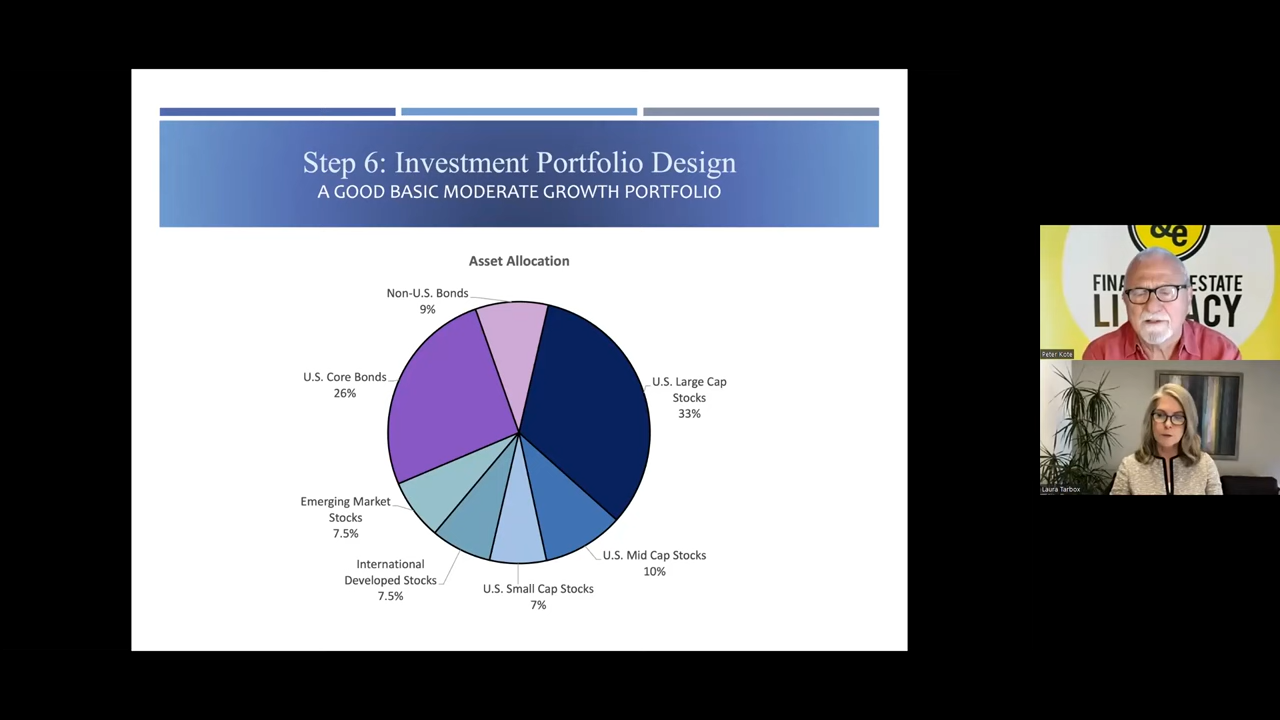 Step 6: Investment Portfolio Design
A GOOD BASIC MODERATE GROWTH PORTFOLIO
Asset Allocation
Non-U.S. Bonds
9%
U.S. Core Bonds
26%
U.S. Large Cap
Stocks
33%
Emerging Market
Stocks
7.5%
International
Developed Stocks
7.5%
U.S. Small Cap Stocks
7%
U.S. Mid Cap Stocks
10%
&e
ESTATE
Peter Kote
Laura Tarbox